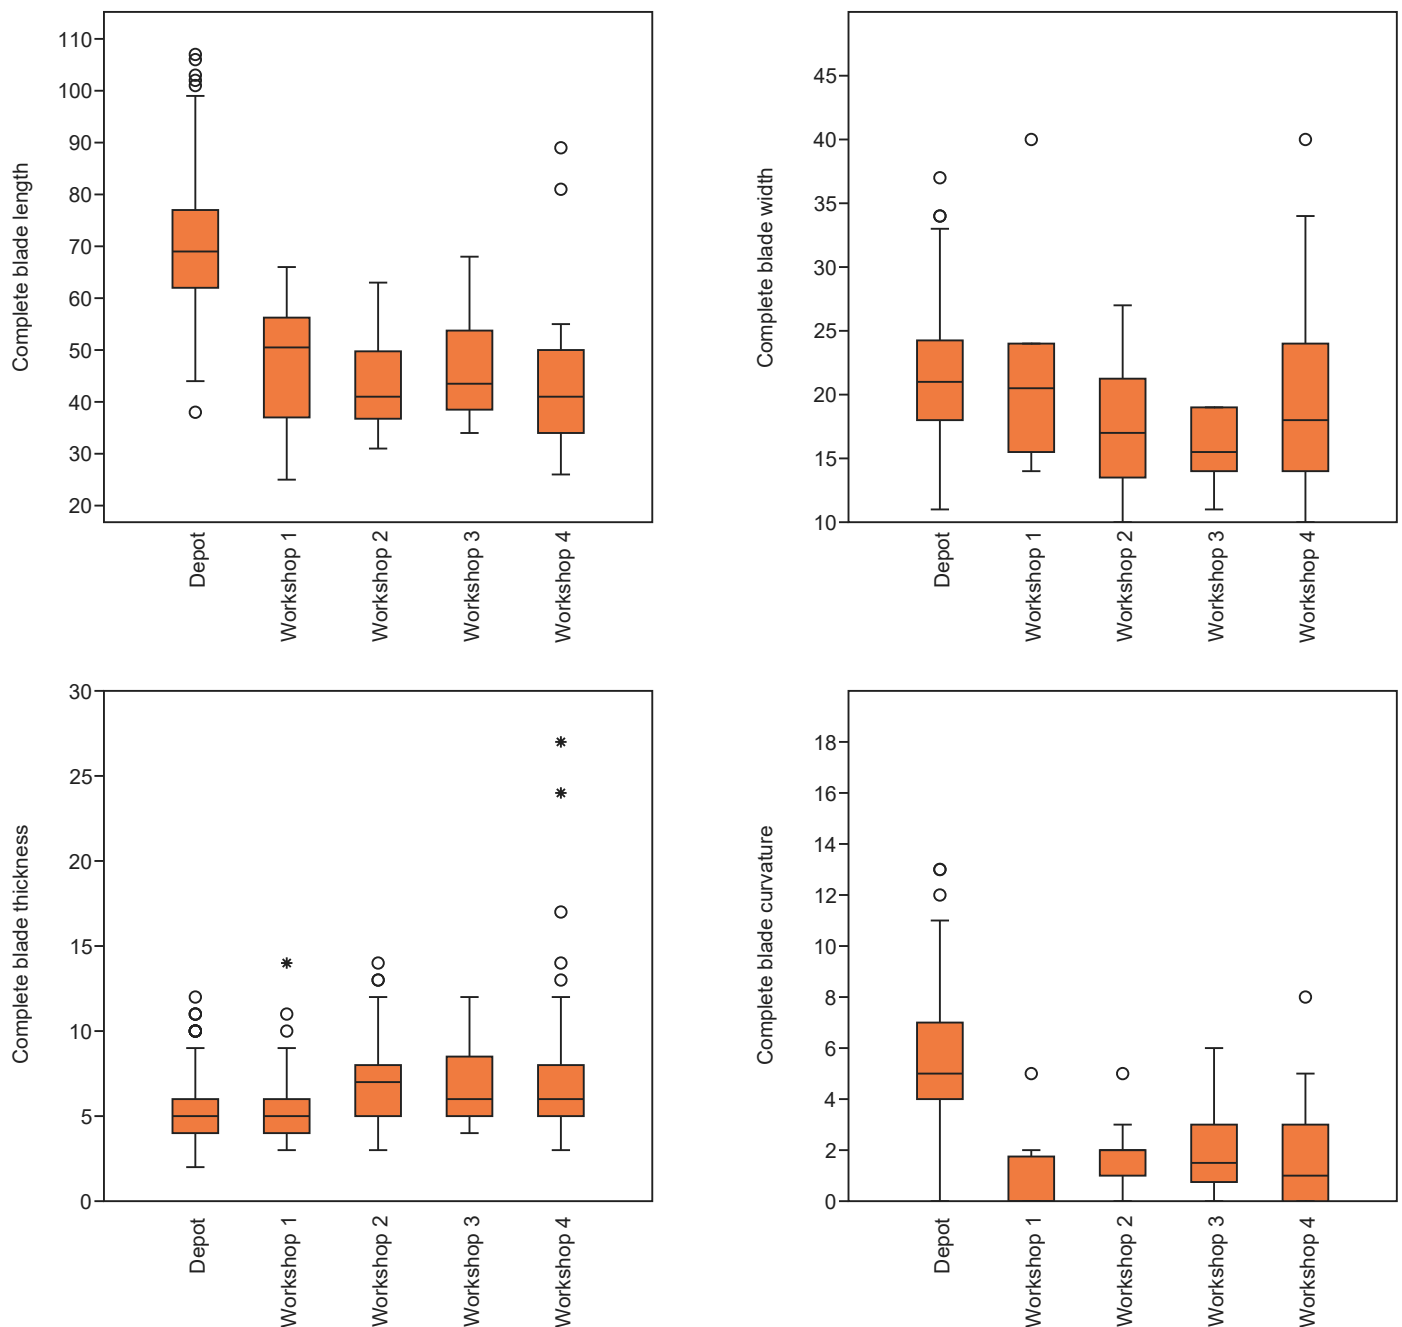 Complete blade length
110
100
90
80
70
60
50
40
30
20
Depot
Workshop 1
Workshop 2
Workshop 3
Workshop 4
Complete blade width
45
40
35
30
25
20
15
10
Depot
Workshop 1
Workshop 2
Workshop 3
Workshop 4
Complete blade thickness
30
25
20
15
10
5
0
Depot
Workshop 1
Workshop 2
Workshop 3
Workshop 4
Complete blade curvature
18
16
14
12
10
8
6
4
2
0
Depot
Workshop 1
Workshop 2
Workshop 3
Workshop 4